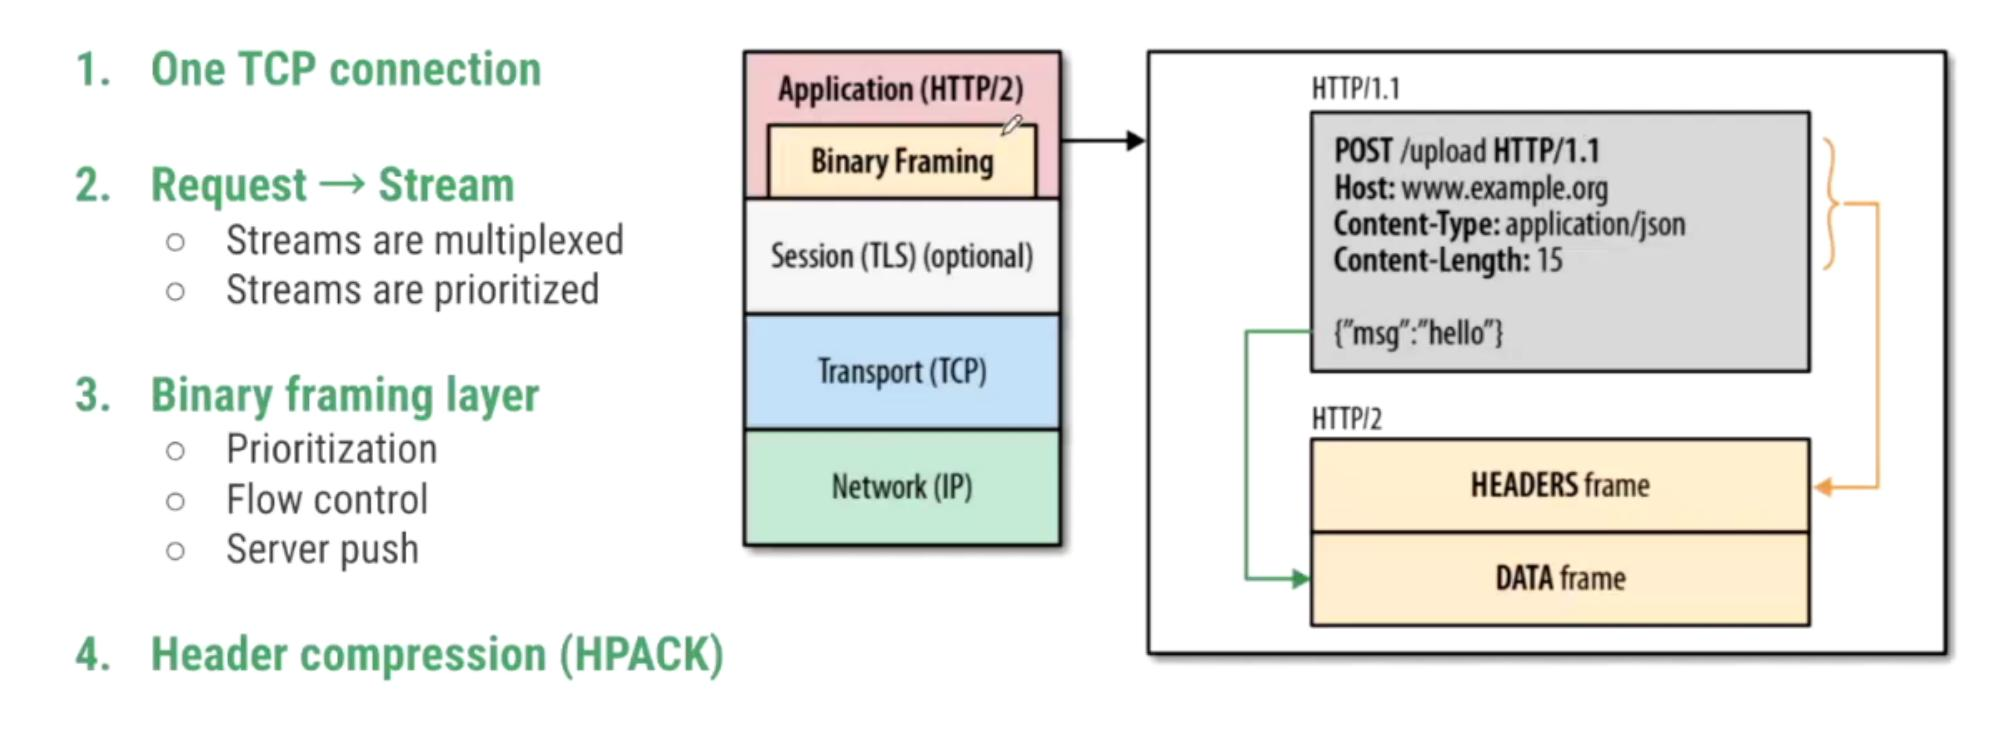 1. One TCP connection
2. Request → Stream
○ Streams are multiplexed
○ Streams are prioritized
3. Binary framing layer
○ Prioritization
○ Flow control
○ Server push
4. Header compression (HPACK)
Application (HTTP/2)
Binary Framing
Session (TLS) (optional)
Transport (TCP)
Network (IP)
HTTP/1.1
POST /upload HTTP/1.1
Host: www.example.org
Content-Type: application/json
Content-Length: 15
{"msg":"hello"}
HTTP/2
HEADERS frame
DATA frame